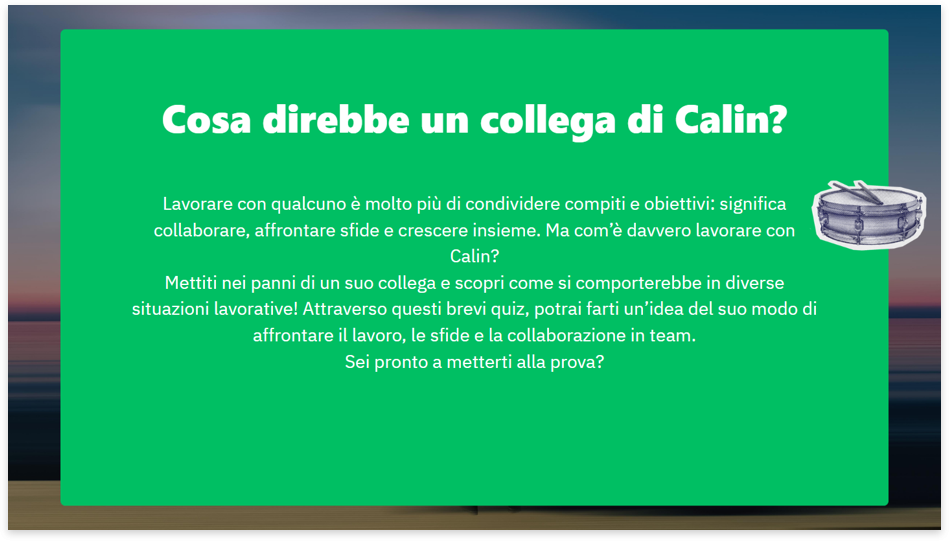 Cosa direbbe un collega di Calin?
Lavorare con qualcuno è molto più di condividere compiti e obiettivi: significa
collaborare, affrontare sfide e crescere insieme. Ma com’è davvero lavorare con
Calin?
Mettiti nei panni di un suo collega e scopri come si comporterebbe in diverse
situazioni lavorative! Attraverso questi brevi quiz, potrai farti un’idea del suo modo di
affrontare il lavoro, le sfide e la collaborazione in team.
Sei pronto a metterti alla prova?